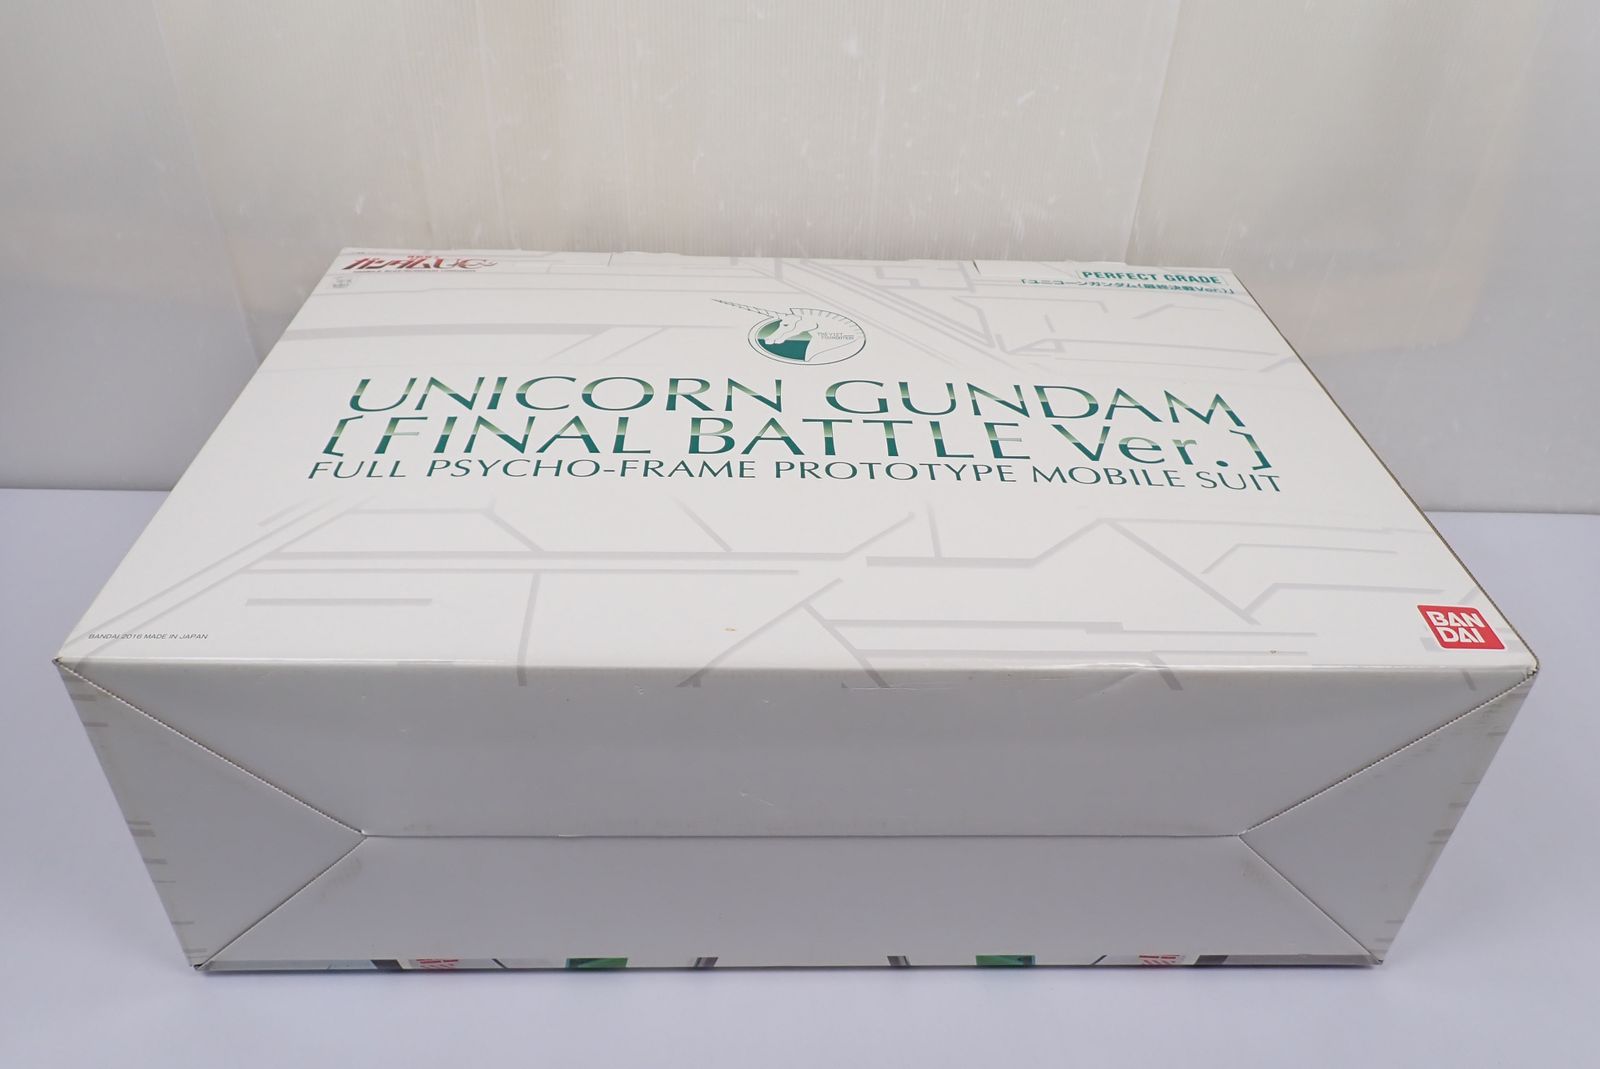 ガンダムUC
PERFECT GRADE
「ユニコーンガンダム(最終決戦Ver.)」
UNICORN GUNDAM
[FINAL BATTLE Ver.]
FULL PSYCHO-FRAME PROTOTYPE MOBILE SUIT
BANDAI 2016 MADE IN JAPAN
BAN
DAI